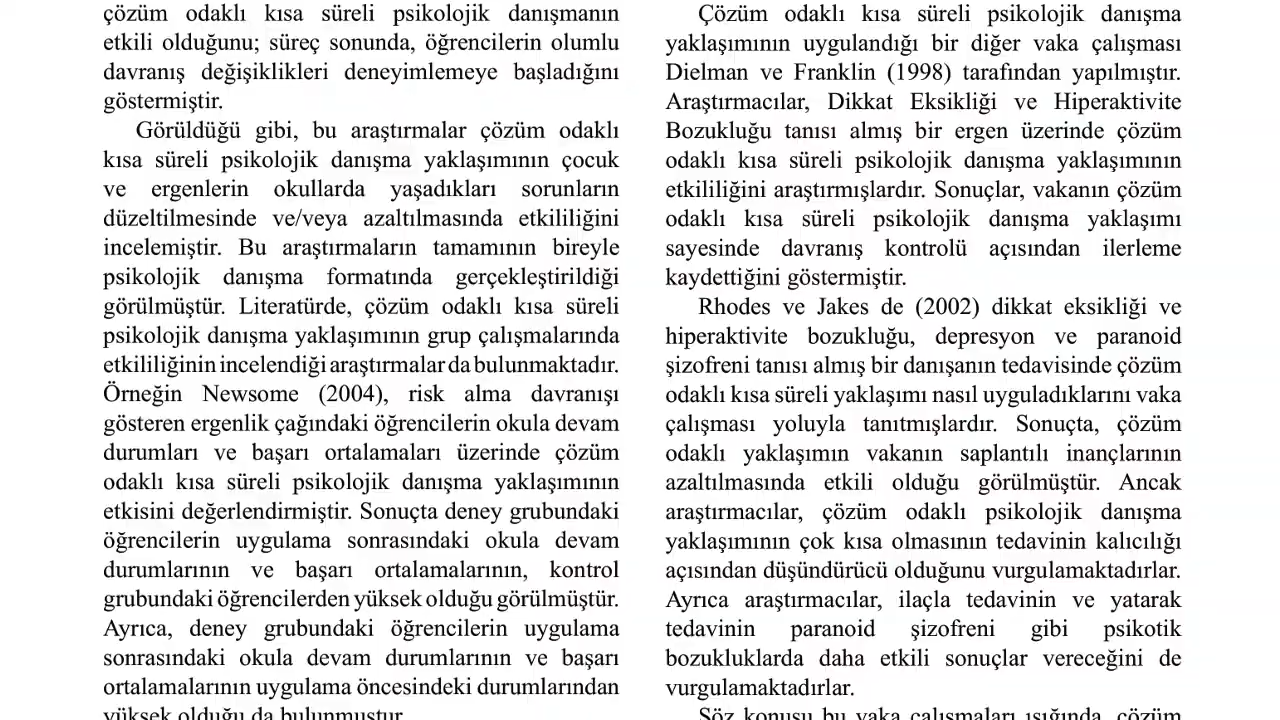 çözüm odaklı kısa süreli psikolojik danışmanın
etkili olduğunu; süreç sonunda, öğrencilerin olumlu
davranış değişiklikleri deneyimlemeye başladığını
göstermiştir.
Görüldüğü gibi, bu araştırmalar çözüm odaklı
kısa süreli psikolojik danışma yaklaşımının çocuk
ve ergenlerin okullarda yaşadıkları sorunların
düzeltilmesinde ve/veya azaltılmasında etkililiğini
incelemiştir. Bu araştırmaların tamamının bireyle
psikolojik danışma formatında gerçekleştirildiği
görülmüştür. Literatürde, çözüm odaklı kısa süreli
psikolojik danışma yaklaşımının grup çalışmalarında
etkililiğinin incelendiği araştırmalar da bulunmaktadır.
Örneğin Newsome (2004), risk alma davranışı
gösteren ergenlik çağındaki öğrencilerin okula devam
durumları ve başarı ortalamaları üzerinde çözüm
odaklı kısa süreli psikolojik danışma yaklaşımının
etkisini değerlendirmiştir. Sonuçta deney grubundaki
öğrencilerin uygulama sonrasındaki okula devam
durumlarının ve başarı ortalamalarının, kontrol
grubundaki öğrencilerden yüksek olduğu görülmüştür.
Ayrıca, deney grubundaki öğrencilerin uygulama
sonrasındaki okula devam durumlarının ve başarı
ortalamalarının uygulama öncesindeki durumlarından
yüksek olduğu da bulunmuştur.
Çözüm odaklı kısa süreli psikolojik danışma
yaklaşımının uygulandığı bir diğer vaka çalışması
Dielman ve Franklin (1998) tarafından yapılmıştır.
Araştırmacılar, Dikkat Eksikliği ve Hiperaktivite
Bozukluğu tanısı almış bir ergen üzerinde çözüm
odaklı kısa süreli psikolojik danışma yaklaşımının
etkililiğini araştırmışlardır. Sonuçlar, vakanın çözüm
odaklı kısa süreli psikolojik danışma yaklaşımı
sayesinde davranış kontrolü açısından ilerleme
kaydettiğini göstermiştir.
Rhodes ve Jakes de (2002) dikkat eksikliği ve
hiperaktivite bozukluğu, depresyon ve paranoid
şizofreni tanısı almış bir danışanın tedavisinde çözüm
odaklı kısa süreli yaklaşımı nasıl uyguladıklarını vaka
çalışması yoluyla tanıtmışlardır. Sonuçta, çözüm
odaklı yaklaşımın vakanın saplantılı inançlarının
azaltılmasında etkili olduğu görülmüştür. Ancak
araştırmacılar, çözüm odaklı psikolojik danışma
yaklaşımının çok kısa olmasının tedavinin kalıcılığı
açısından düşündürücü olduğunu vurgulamaktadırlar.
Ayrıca araştırmacılar, ilaçla tedavinin ve yatarak
tedavinin paranoid şizofreni gibi psikotik
bozukluklarda daha etkili sonuçlar vereceğini de
vurgulamaktadırlar.
Söz konusu bu vaka çalışmaları ışığında, çözüm